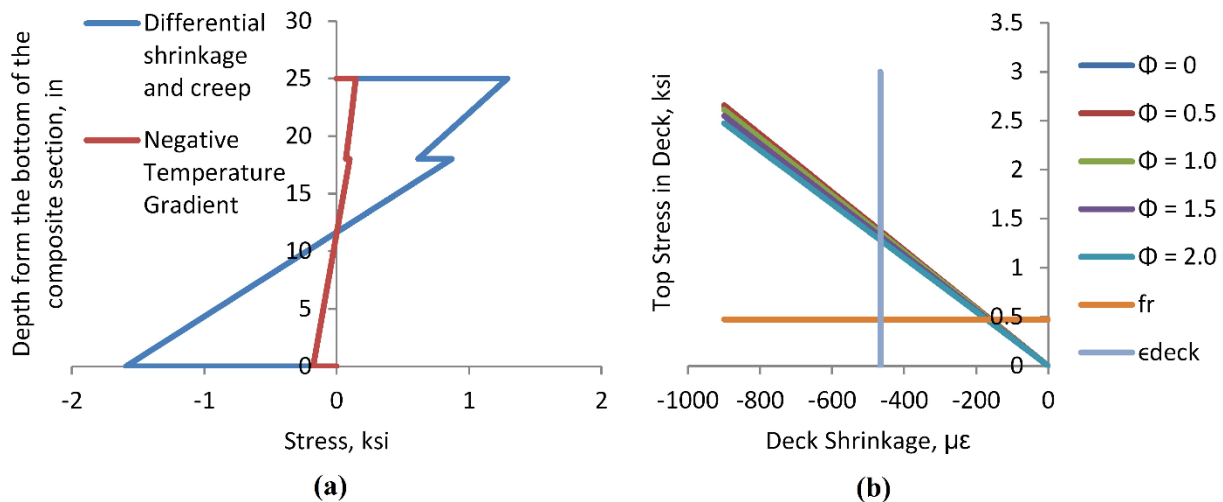 Differential
shrinkage
and creep
Negative
Temperature
Gradient
Depth form the bottom of the
composite section, in
30
25
20
15
10
5
0
-2
-1
0
1
2
Stress, ksi
(a)
Top Stress in Deck, ksi
3.5
3
2.5
2
1.5
1
0.5
0
-1000
-800
-600
-400
-200
0
Deck Shrinkage, με
(b)
Φ = 0
Φ = 0.5
Φ = 1.0
Φ = 1.5
Φ = 2.0
fr
єdeck